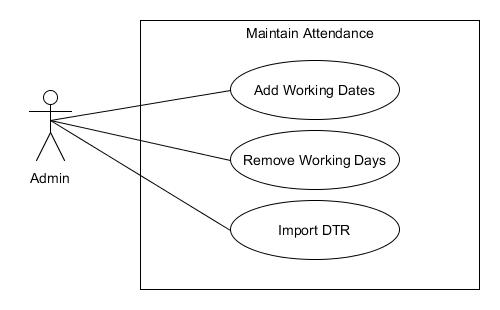 Maintain Attendance
Add Working Dates
Remove Working Days
Admin
Import DTR